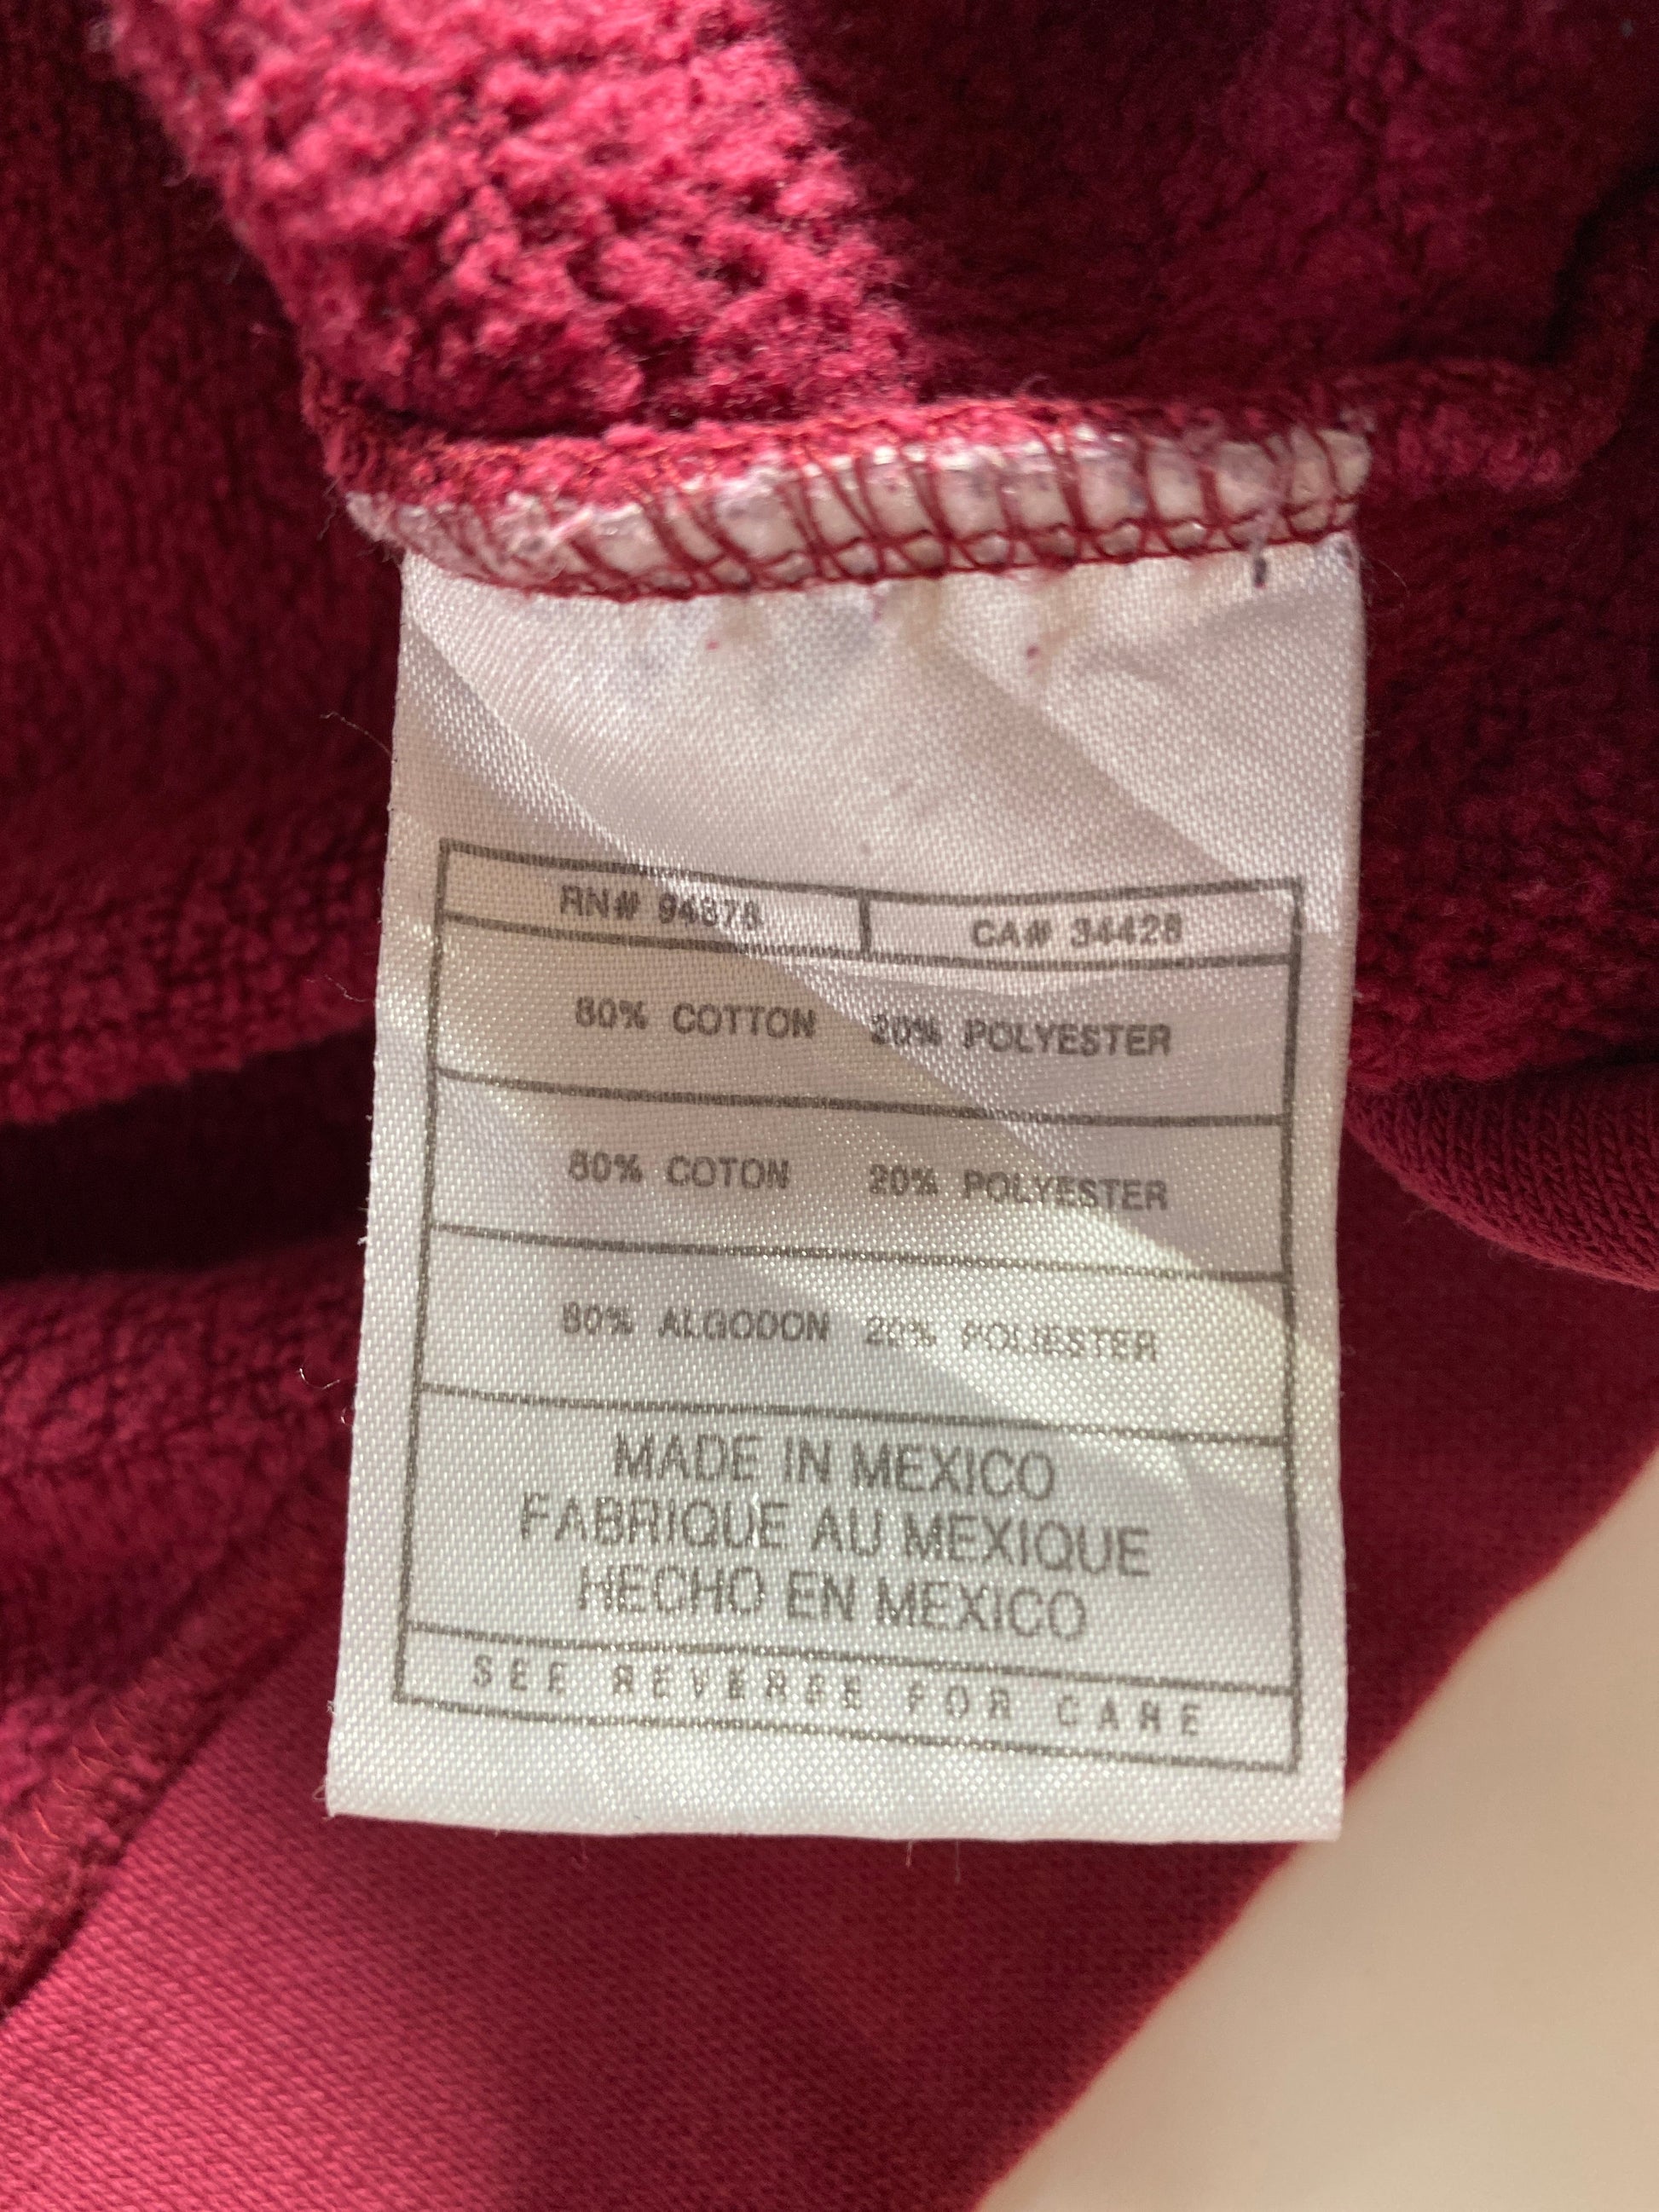 RN# 94878 CA# 34428
80% COTTON 20% POLYESTER
80% COTON 20% POLYESTER
80% ALGODON 20% POLIESTER
MADE IN MEXICO
FABRIQUE AU MEXIQUE
HECHO EN MEXICO
SEE REVERSE FOR CARE